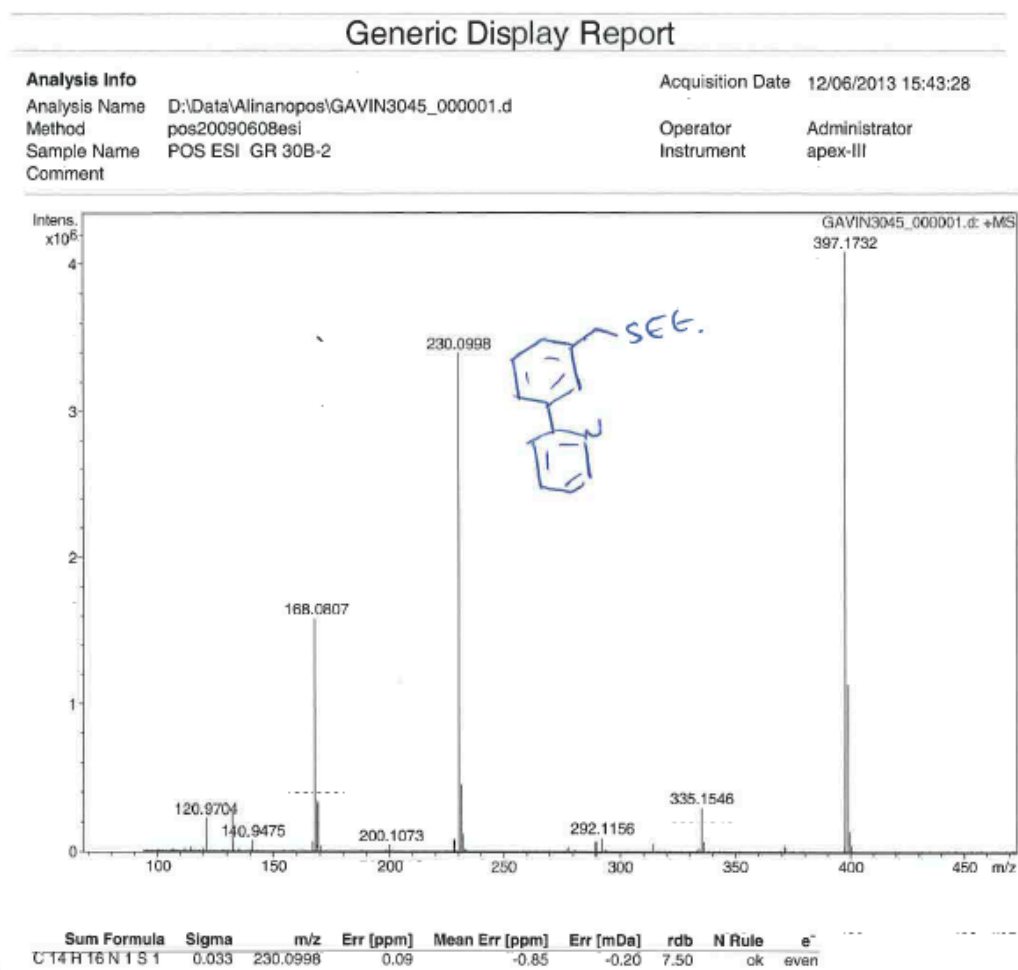 Generic Display Report
Analysis Info
Acquisition Date 12/06/2013 15:43:28
Analysis Name D:\Data\Alinanopos\GAVIN3045_000001.d
Method pos20090608esi
Operator Administrator
Sample Name POS ESI GR 30B-2
Instrument apex-III
Comment
Intens.
x10⁶
GAVIN3045_000001.d: +MS
397.1732
4
SEE.
230.0998
N
3
2
168.0807
1
335.1546
120.9704
140.9475
200.1073
292.1156
0
100 150 200 250 300 350 400 450 m/z
Sum Formula Sigma m/z Err [ppm] Mean Err [ppm] Err [mDa] rdb N Rule e⁻
C 14 H 16 N 1 S 1 0.033 230.0998 0.09 -0.85 -0.20 7.50 ok even